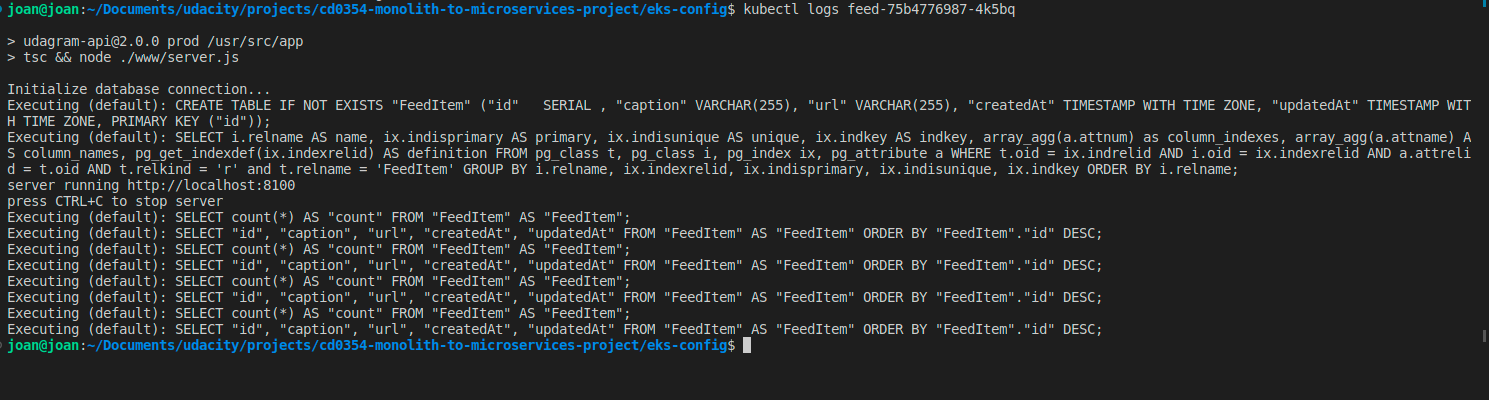 joan@joan:~/Documents/udacity/projects/cd0354-monolith-to-microservices-project/eks-config$ kubectl logs feed-75b4776987-4k5bq
> udagram-api@2.0.0 prod /usr/src/app
> tsc && node ./www/server.js
Initialize database connection...
Executing (default): CREATE TABLE IF NOT EXISTS "FeedItem" ("id"   SERIAL , "caption" VARCHAR(255), "url" VARCHAR(255), "createdAt" TIMESTAMP WITH TIME ZONE, "updatedAt" TIMESTAMP WIT
H TIME ZONE, PRIMARY KEY ("id"));
Executing (default): SELECT i.relname AS name, ix.indisprimary AS primary, ix.indisunique AS unique, ix.indkey AS indkey, array_agg(a.attnum) as column_indexes, array_agg(a.attname) A
S column_names, pg_get_indexdef(ix.indexrelid) AS definition FROM pg_class t, pg_class i, pg_index ix, pg_attribute a WHERE t.oid = ix.indrelid AND i.oid = ix.indexrelid AND a.attreli
d = t.oid AND t.relkind = 'r' and t.relname = 'FeedItem' GROUP BY i.relname, ix.indexrelid, ix.indisprimary, ix.indisunique, ix.indkey ORDER BY i.relname;
server running http://localhost:8100
press CTRL+C to stop server
Executing (default): SELECT count(*) AS "count" FROM "FeedItem" AS "FeedItem";
Executing (default): SELECT "id", "caption", "url", "createdAt", "updatedAt" FROM "FeedItem" AS "FeedItem" ORDER BY "FeedItem"."id" DESC;
Executing (default): SELECT count(*) AS "count" FROM "FeedItem" AS "FeedItem";
Executing (default): SELECT "id", "caption", "url", "createdAt", "updatedAt" FROM "FeedItem" AS "FeedItem" ORDER BY "FeedItem"."id" DESC;
Executing (default): SELECT count(*) AS "count" FROM "FeedItem" AS "FeedItem";
Executing (default): SELECT "id", "caption", "url", "createdAt", "updatedAt" FROM "FeedItem" AS "FeedItem" ORDER BY "FeedItem"."id" DESC;
Executing (default): SELECT count(*) AS "count" FROM "FeedItem" AS "FeedItem";
Executing (default): SELECT "id", "caption", "url", "createdAt", "updatedAt" FROM "FeedItem" AS "FeedItem" ORDER BY "FeedItem"."id" DESC;
joan@joan:~/Documents/udacity/projects/cd0354-monolith-to-microservices-project/eks-config$